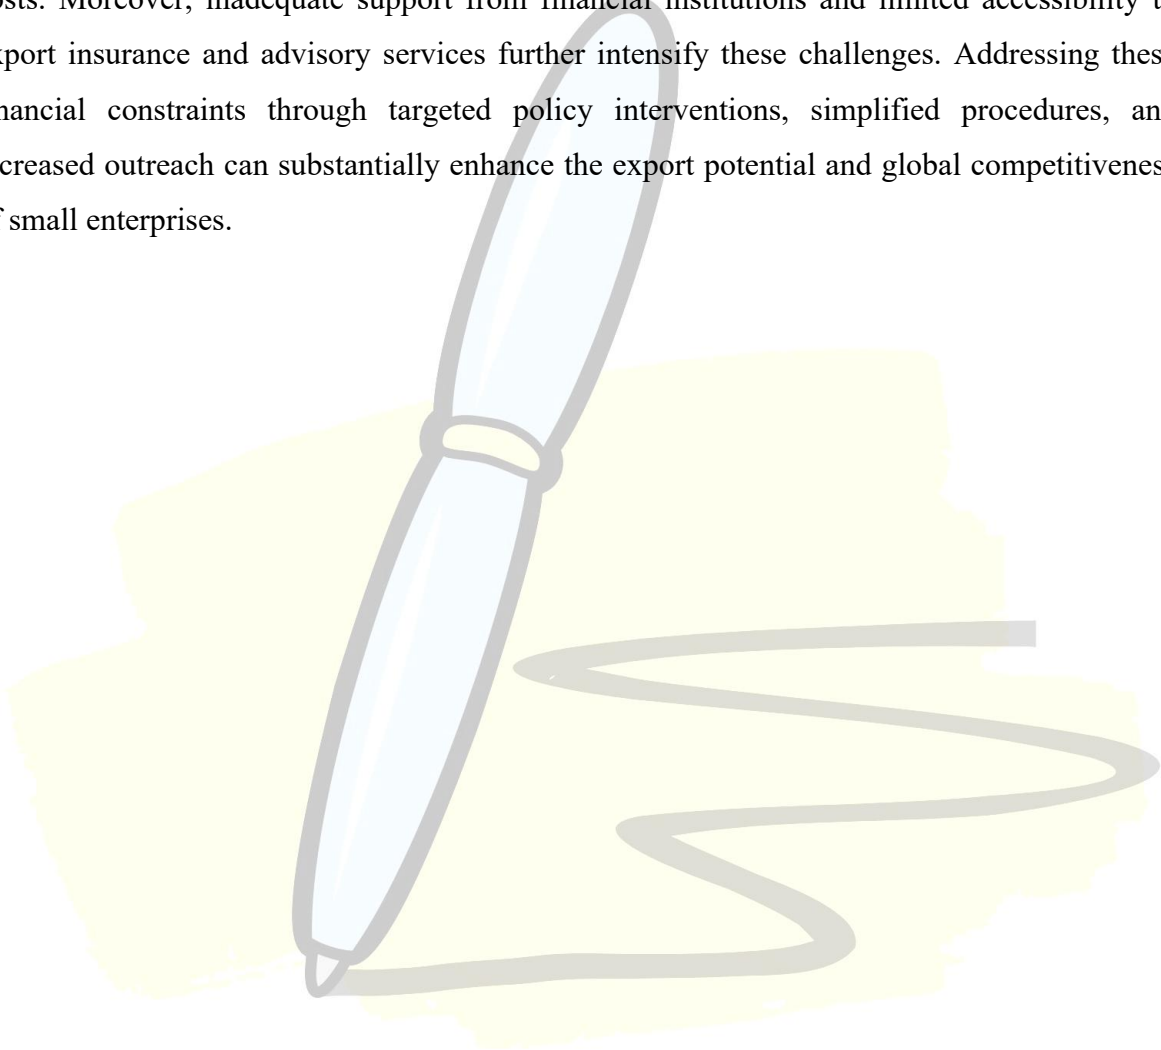 osts. Moreover, inadequate support from financial institutions and limited accessibility t
xport insurance and advisory services further intensify these challenges. Addressing thes
nancial constraints through targeted policy interventions, simplified procedures, an
creased outreach can substantially enhance the export potential and global competitivenes
f small enterprises.